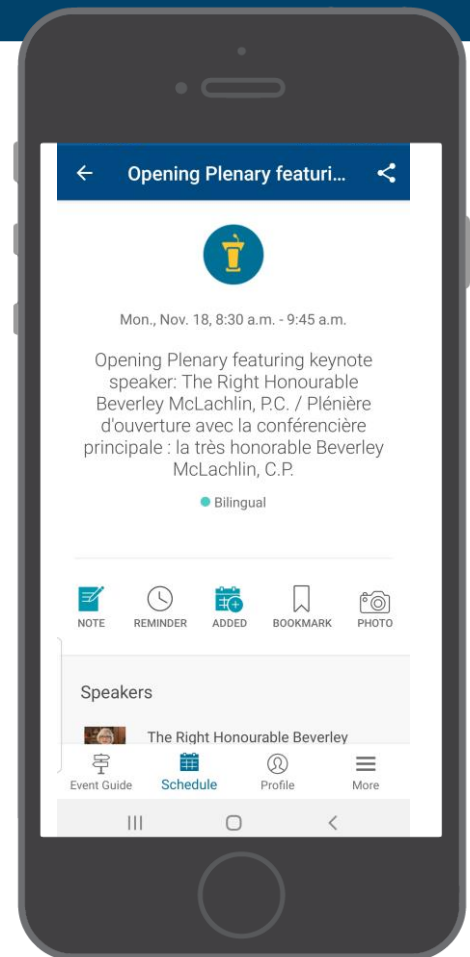 Opening Plenary featuri...
Mon., Nov. 18, 8:30 a.m. - 9:45 a.m.
Opening Plenary featuring keynote
speaker: The Right Honourable
Beverley McLachlin, P.C. / Plénière
d'ouverture avec la conférencière
principale : la très honorable Beverley
McLachlin, C.P.
Bilingual
NOTE REMINDER ADDED BOOKMARK PHOTO
Speakers
The Right Honourable Beverley
Event Guide Schedule Profile More